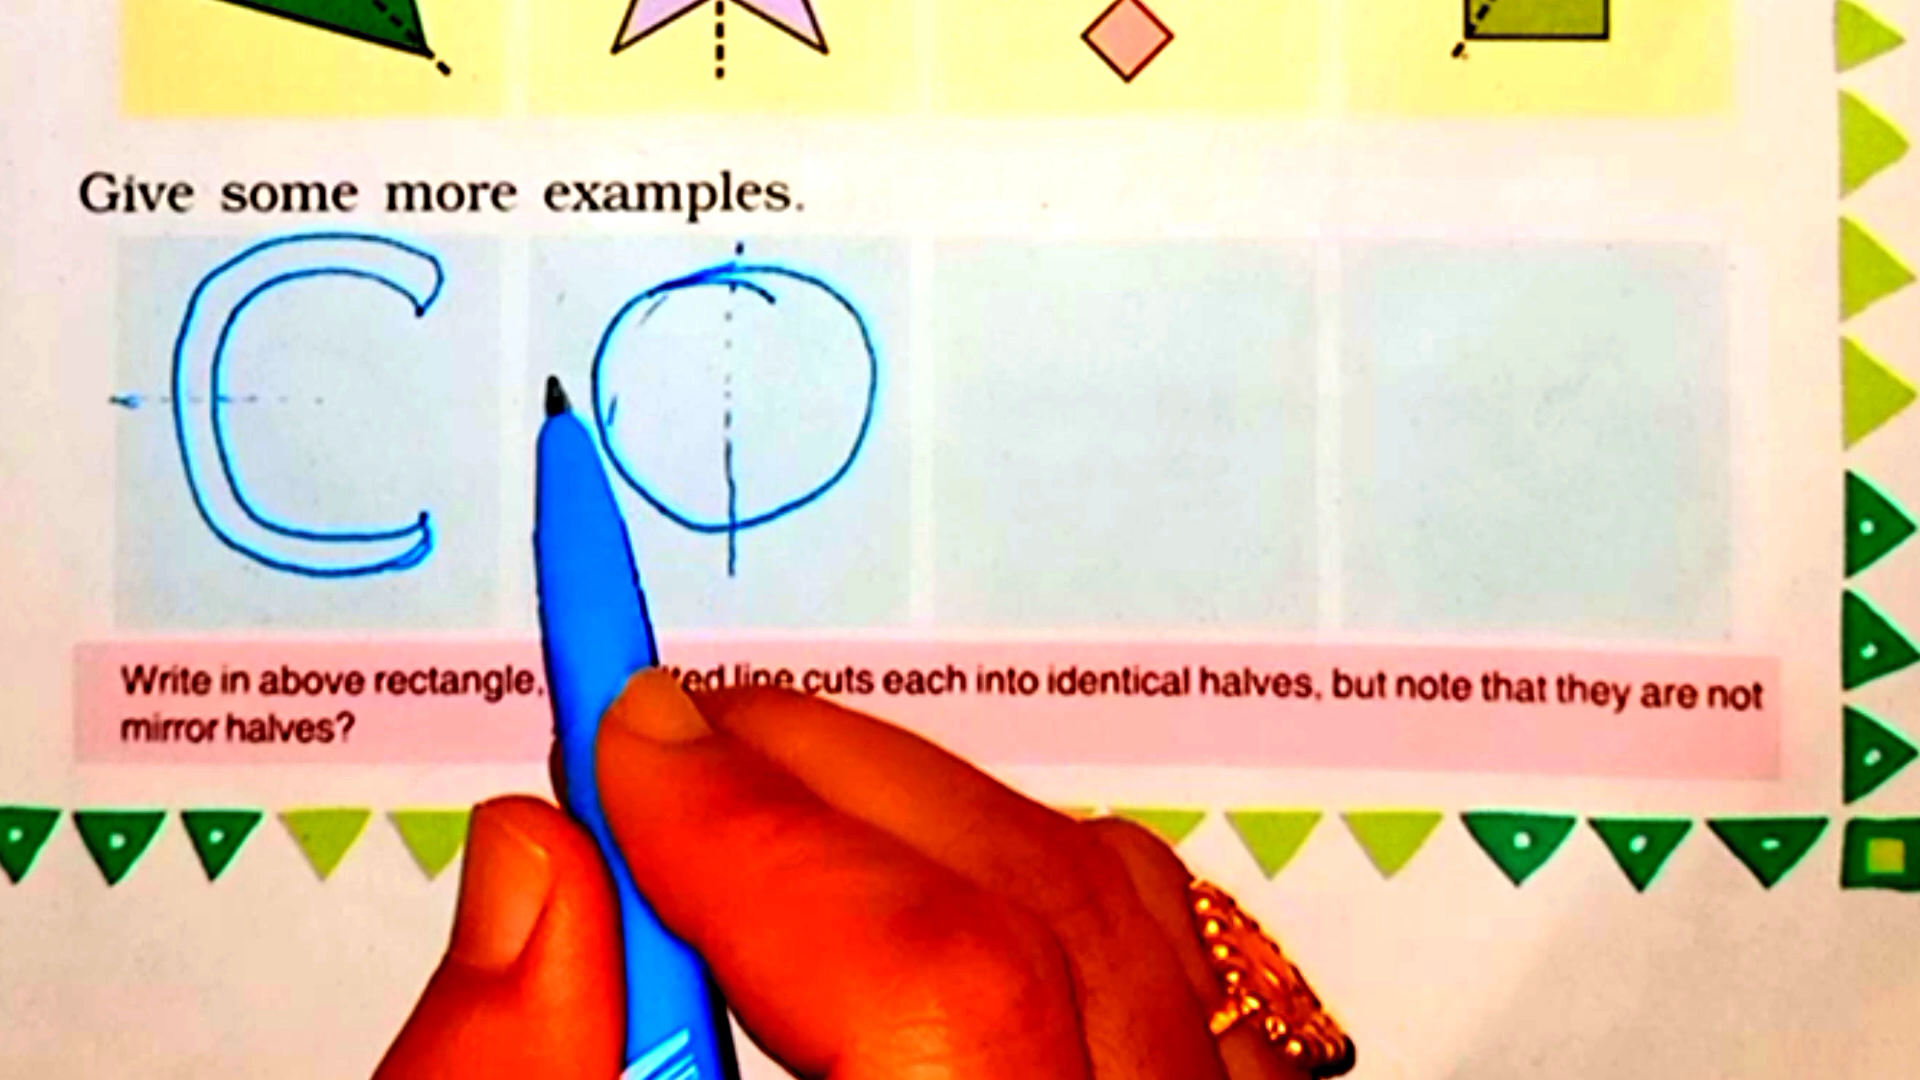 Give some more examples.
C
Write in above rectangle, line cuts each into identical halves, but note that they are not
mirror halves?